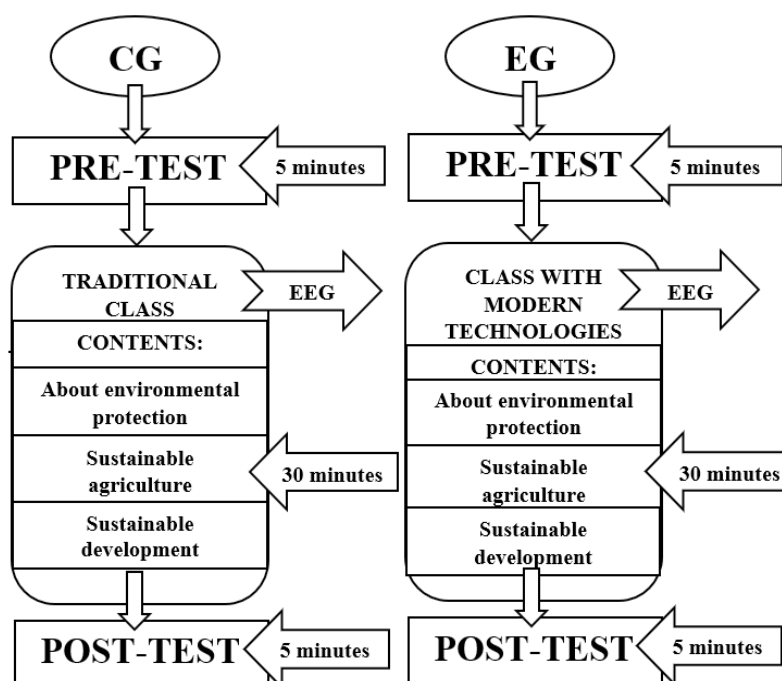 CG
PRE-TEST
5 minutes
TRADITIONAL
CLASS
EEG
CONTENTS:
About environmental
protection
Sustainable
agriculture
30 minutes
Sustainable
development
POST-TEST
5 minutes
EG
PRE-TEST
5 minutes
CLASS WITH
MODERN
TECHNOLOGIES
EEG
CONTENTS:
About environmental
protection
Sustainable
agriculture
30 minutes
Sustainable
development
POST-TEST
5 minutes